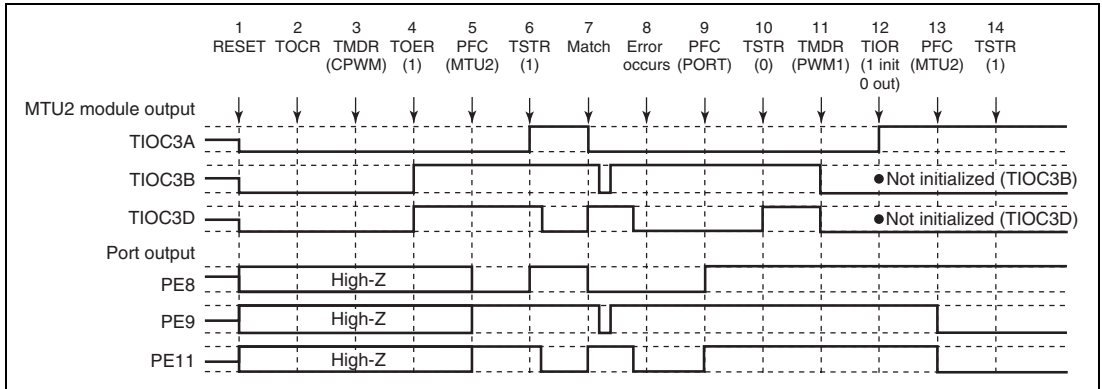 1 2 3 4 5 6 7 8 9 10 11 12 13 14
RESET TOCR TMDR TOER PFC TSTR Match Error PFC TSTR TMDR TIOR PFC TSTR
(CPWM) (1) (MTU2) (1) occurs (PORT) (0) (PWM1) (1 init (MTU2) (1)
0 out)
MTU2 module output
TIOC3A
TIOC3B ●Not initialized (TIOC3B)
TIOC3D ●Not initialized (TIOC3D)
Port output
PE8 High-Z
PE9 High-Z
PE11 High-Z